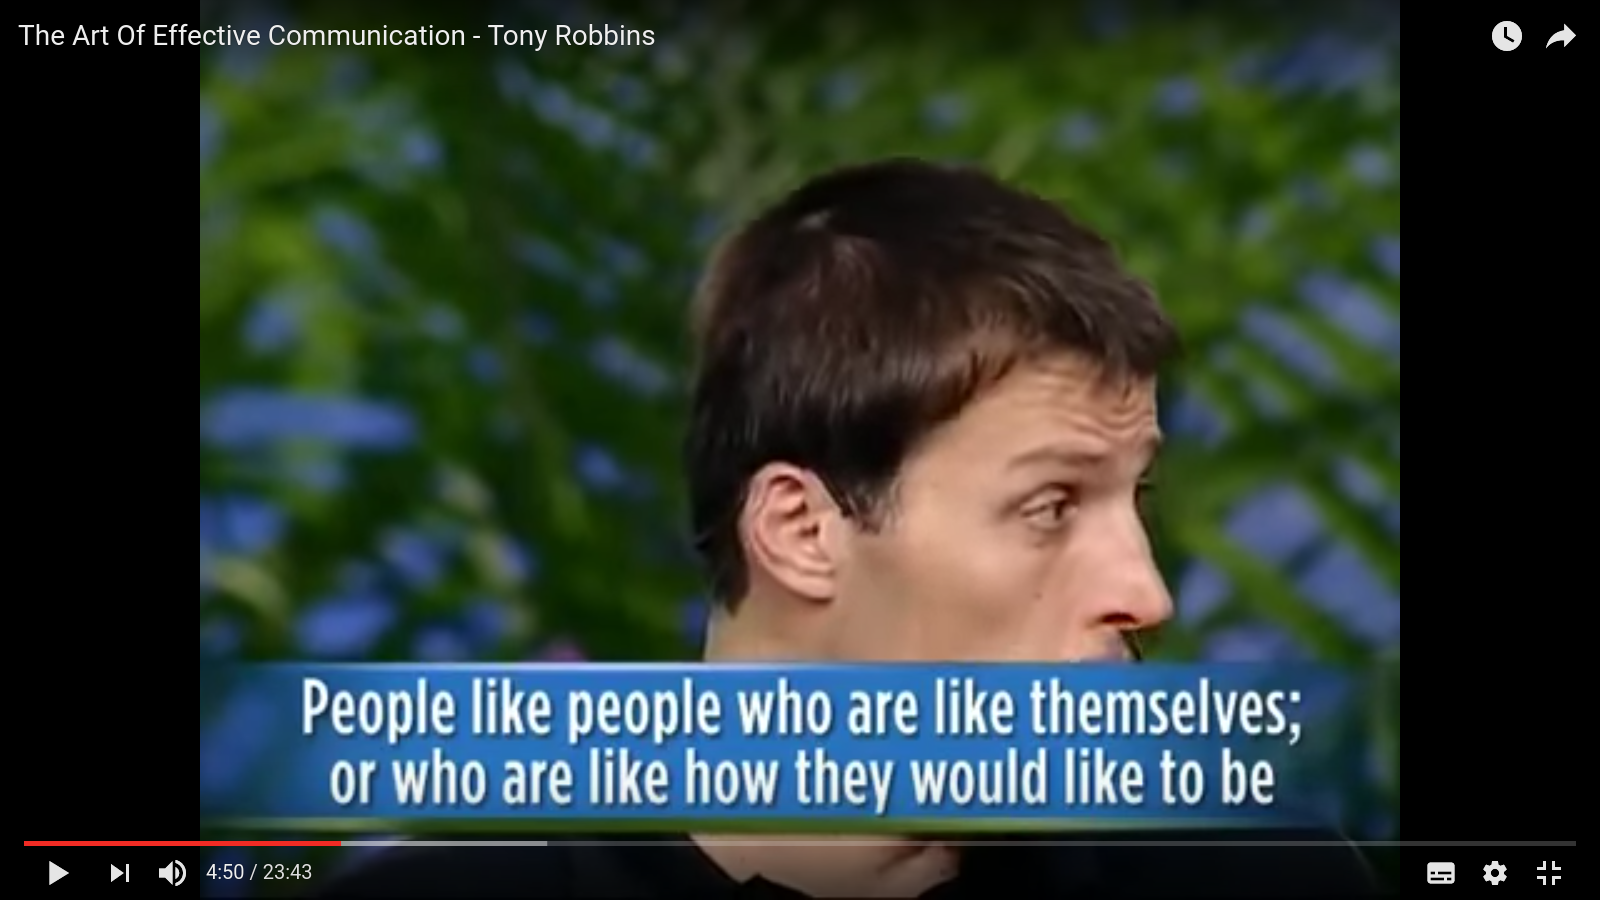 The Art Of Effective Communication - Tony Robbins
People like people who are like themselves;
or who are like how they would like to be
4:50 / 23:43